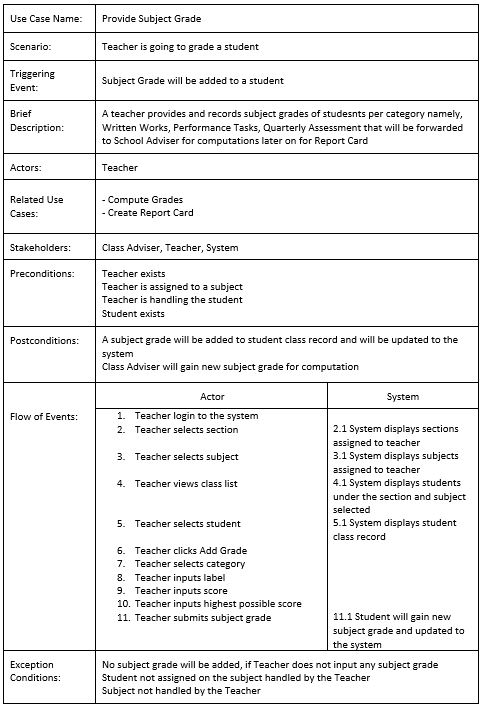 Use Case Name:
Provide Subject Grade
Scenario:
Teacher is going to grade a student
Triggering
Event:
Subject Grade will be added to a student
Brief
Description:
A teacher provides and records subject grades of studesnts per category namely,
Written Works, Performance Tasks, Quarterly Assessment that will be forwarded
to School Adviser for computations later on for Report Card
Actors:
Teacher
Related Use
Cases:
- Compute Grades
- Create Report Card
Stakeholders:
Class Adviser, Teacher, System
Preconditions:
Teacher exists
Teacher is assigned to a subject
Teacher is handling the student
Student exists
Postconditions:
A subject grade will be added to student class record and will be updated to the
system
Class Adviser will gain new subject grade for computation
Flow of Events:
Actor
1. Teacher login to the system
2. Teacher selects section
3. Teacher selects subject
4. Teacher views class list
5. Teacher selects student
6. Teacher clicks Add Grade
7. Teacher selects category
8. Teacher inputs label
9. Teacher inputs score
10. Teacher inputs highest possible score
11. Teacher submits subject grade
System
2.1 System displays sections
assigned to teacher
3.1 System displays subjects
assigned to teacher
4.1 System displays students
under the section and subject
selected
5.1 System displays student
class record
11.1 Student will gain new
subject grade and updated to
the system
Exception
Conditions:
No subject grade will be added, if Teacher does not input any subject grade
Student not assigned on the subject handled by the Teacher
Subject not handled by the Teacher